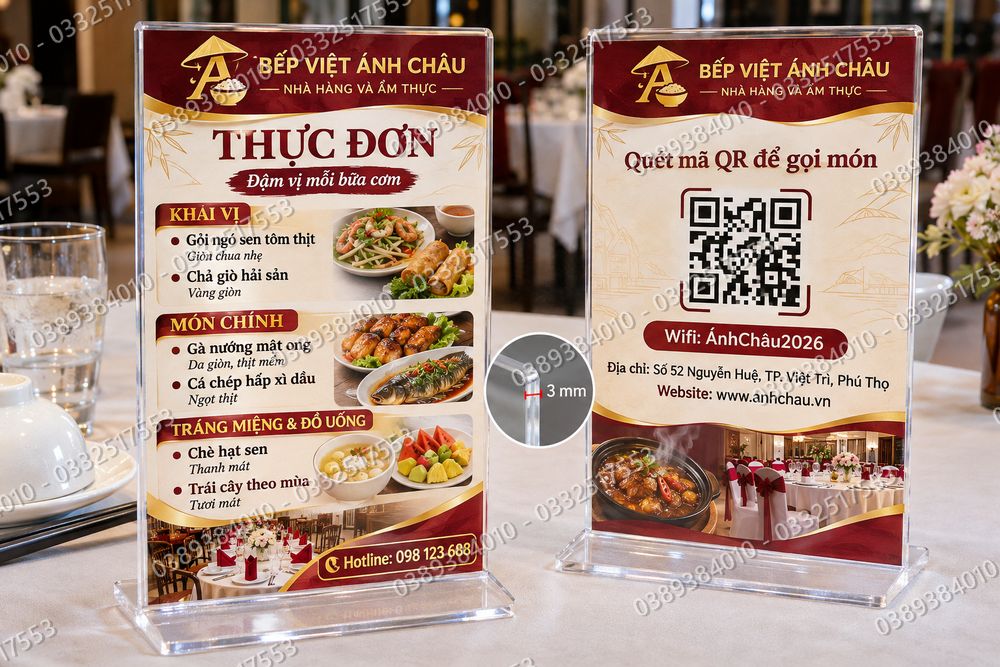 BẾP VIỆT ÁNH CHÂU
NHÀ HÀNG VÀ ẨM THỰC
THỰC ĐƠN
Đậm vị mỗi bữa cơm
KHAI VỊ
Gỏi ngó sen tôm thịt
Giòn chua nhẹ
Chả giò hải sản
Vàng giòn
MÓN CHÍNH
Gà nướng mật ong
Da giòn, thịt mềm
Cá chép hấp xì dầu
Ngọt thịt
TRÁNG MIỆNG & ĐỒ UỐNG
Chè hạt sen
Thanh mát
Trái cây theo mùa
Tươi mát
Hotline: 098 123 688
3 mm
BẾP VIỆT ÁNH CHÂU
NHÀ HÀNG VÀ ẨM THỰC
Quét mã QR để gọi món
Wifi: ÁnhChâu2026
Địa chỉ: Số 52 Nguyễn Huệ, TP. Việt Trì, Phú Thọ
Website: www.anhchau.vn
0389384010 - 0332517553